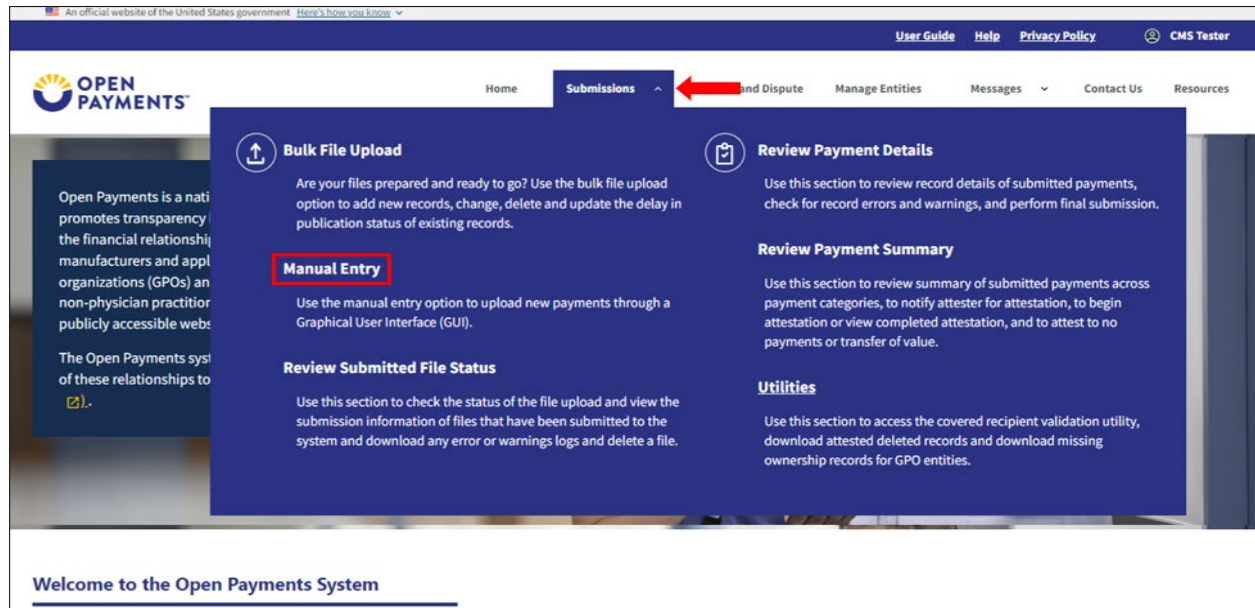 An official website of the United States government Here's how you know
User Guide Help Privacy Policy CMS Tester
OPEN
PAYMENTS
Home Submissions and Dispute Manage Entities Messages Contact Us Resources
Bulk File Upload
Are your files prepared and ready to go? Use the bulk file upload
option to add new records, change, delete and update the delay in
publication status of existing records.
Manual Entry
Use the manual entry option to upload new payments through a
Graphical User Interface (GUI).
Review Submitted File Status
Use this section to check the status of the file upload and view the
submission information of files that have been submitted to the
system and download any error or warnings logs and delete a file.
Review Payment Details
Use this section to review record details of submitted payments,
check for record errors and warnings, and perform final submission.
Review Payment Summary
Use this section to review summary of submitted payments across
payment categories, to notify attester for attestation, to begin
attestation or view completed attestation, and to attest to no
payments or transfer of value.
Utilities
Use this section to access the covered recipient validation utility,
download attested deleted records and download missing
ownership records for GPO entities.
Open Payments is a nati
promotes transparency
the financial relationshi
manufacturers and appl
organizations (GPOs) an
non-physician practition
publicly accessible webs
The Open Payments syst
of these relationships to
).
Welcome to the Open Payments System